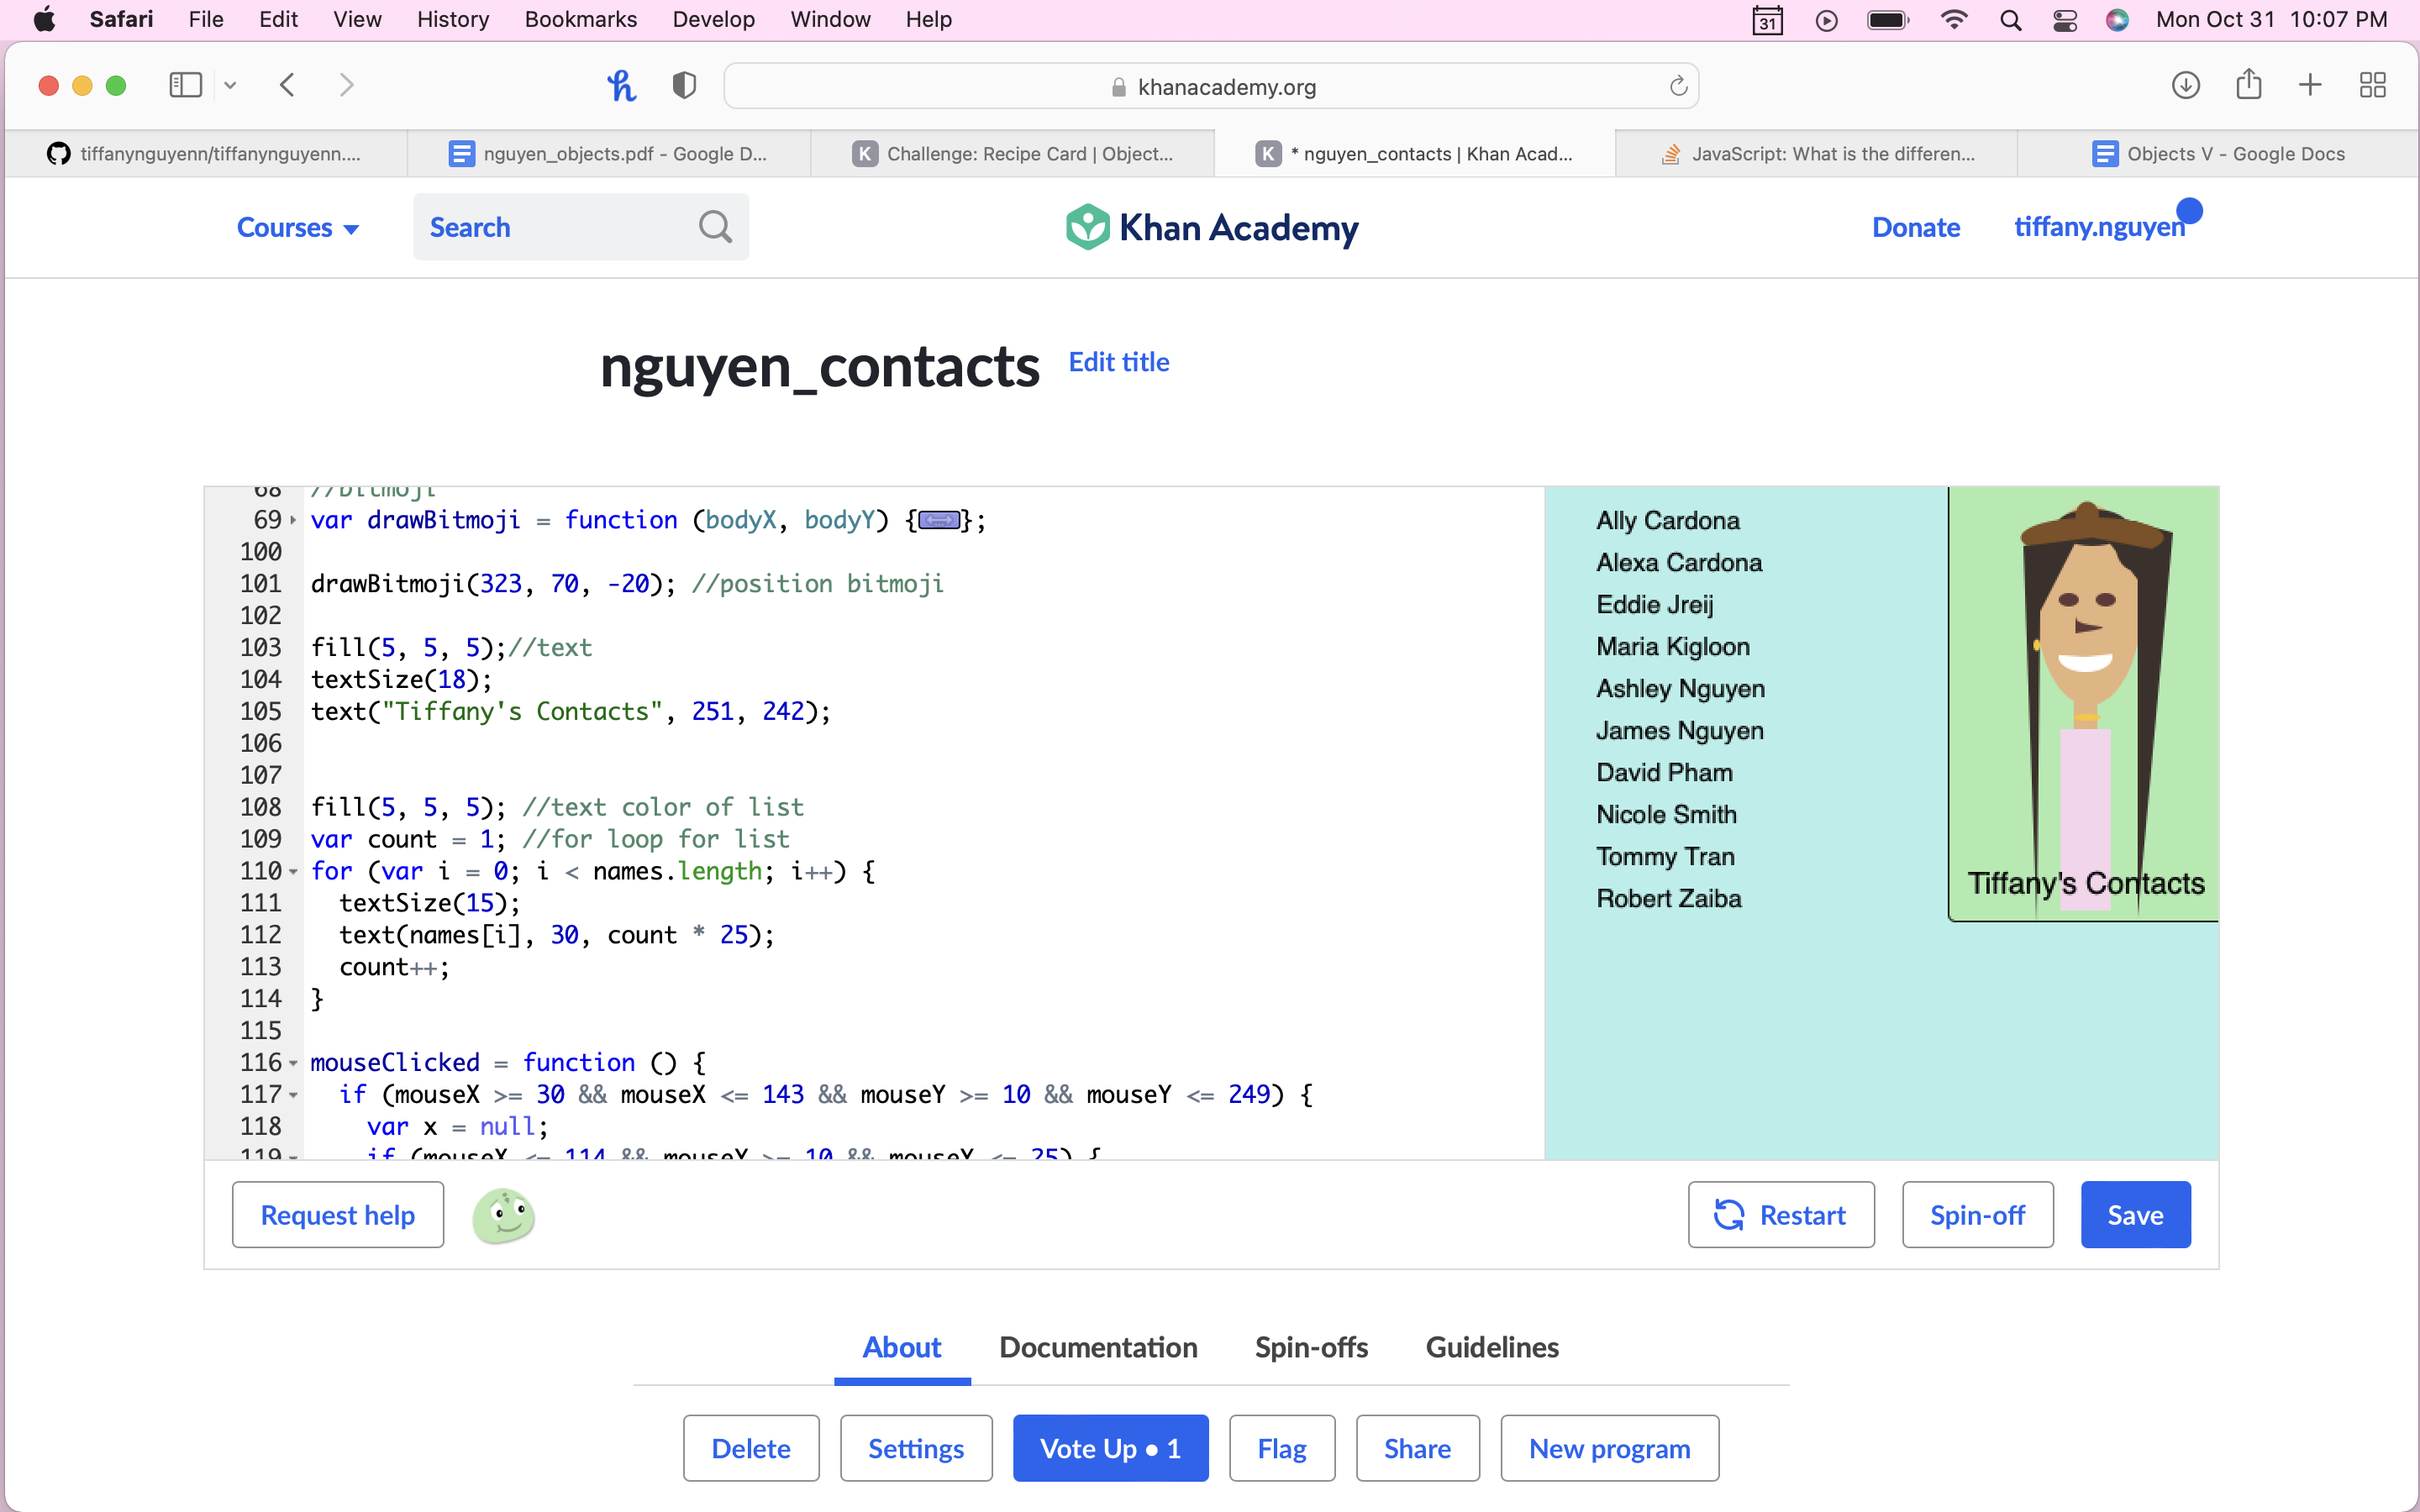 Safari File Edit View History Bookmarks Develop Window Help 31 Mon Oct 31 10:07 PM
khanacademy.org
tiffanynguyenn/tiffanynguyenn....
nguyen_objects.pdf - Google D...
K Challenge: Recipe Card | Object...
K * nguyen_contacts | Khan Acad...
JavaScript: What is the differen...
Objects V - Google Docs
Courses Search Khan Academy Donate tiffany.nguyen
nguyen_contacts Edit title
68 //bitmoji
69 var drawBitmoji = function (bodyX, bodyY) {};
100
101 drawBitmoji(323, 70, -20); //position bitmoji
102
103 fill(5, 5, 5);//text
104 textSize(18);
105 text("Tiffany's Contacts", 251, 242);
106
107
108 fill(5, 5, 5); //text color of list
109 var count = 1; //for loop for list
110 for (var i = 0; i < names.length; i++) {
111 textSize(15);
112 text(names[i], 30, count * 25);
113 count++;
114 }
115
116 mouseClicked = function () {
117 if (mouseX >= 30 && mouseX <= 143 && mouseY >= 10 && mouseY <= 249) {
118 var x = null;
119 if (mouseX <= 114 && mouseY >= 10 && mouseY <= 25) {
Ally Cardona
Alexa Cardona
Eddie Jreij
Maria Kigloon
Ashley Nguyen
James Nguyen
David Pham
Nicole Smith
Tommy Tran
Robert Zaiba
Tiffany's Contacts
Request help Restart Spin-off Save
About Documentation Spin-offs Guidelines
Delete Settings Vote Up • 1 Flag Share New program